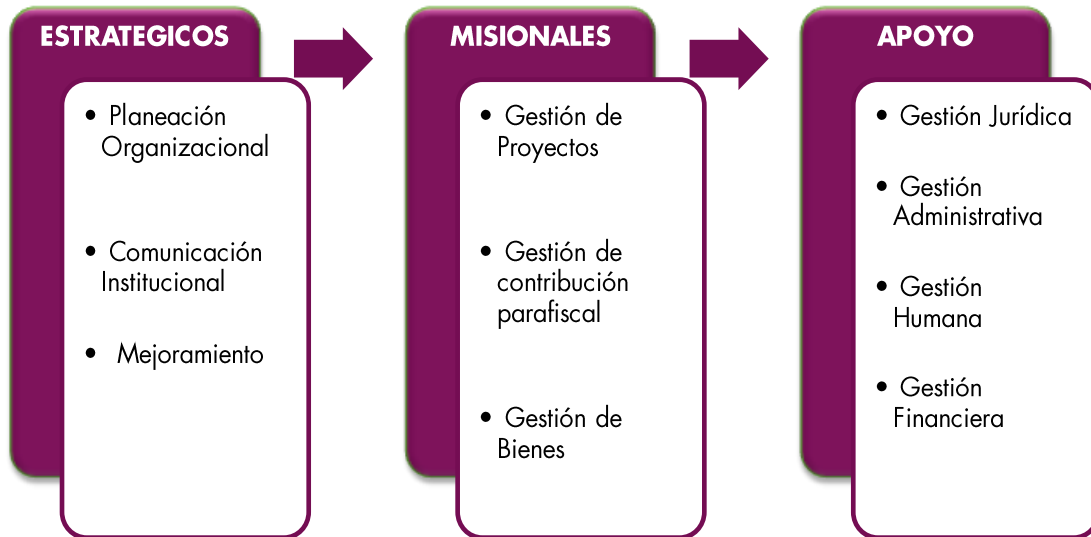 ESTRATEGICOS
• Planeación
Organizacional
• Comunicación
Institucional
• Mejoramiento
MISIONALES
• Gestión de
Proyectos
• Gestión de
contribución
parafiscal
• Gestión de
Bienes
APOYO
• Gestión Jurídica
• Gestión
Administrativa
• Gestión
Humana
• Gestión
Financiera